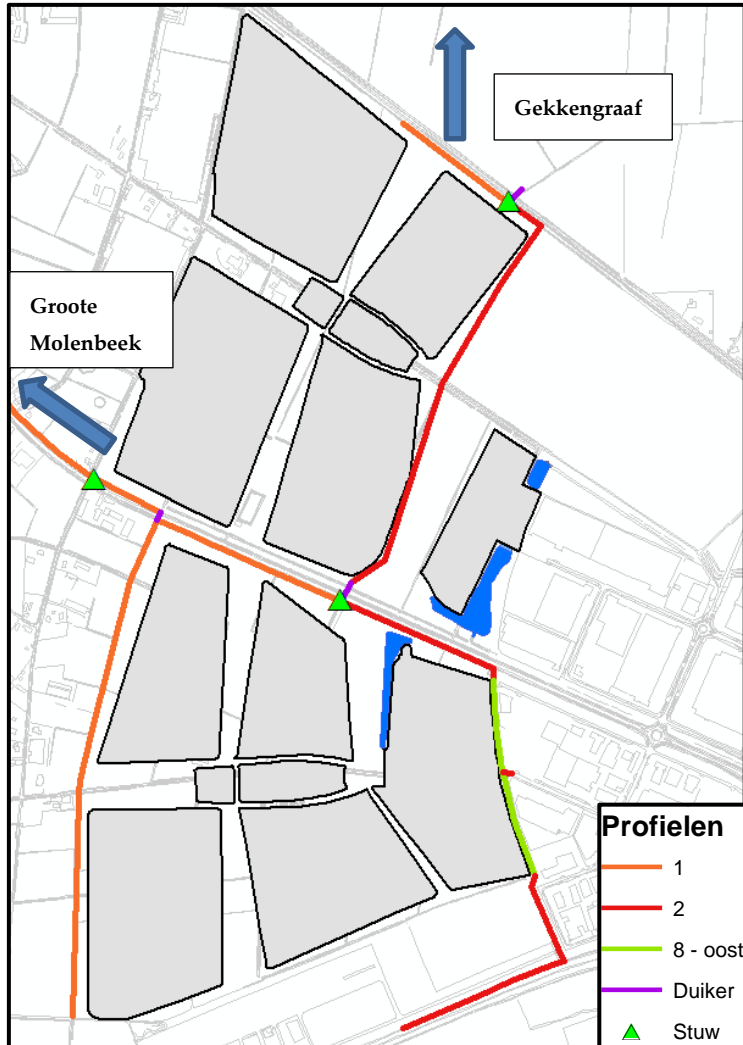 Gekkengraaf
Groote
Molenbeek
Profielen
1
2
8 - oost
Duiker
Stuw